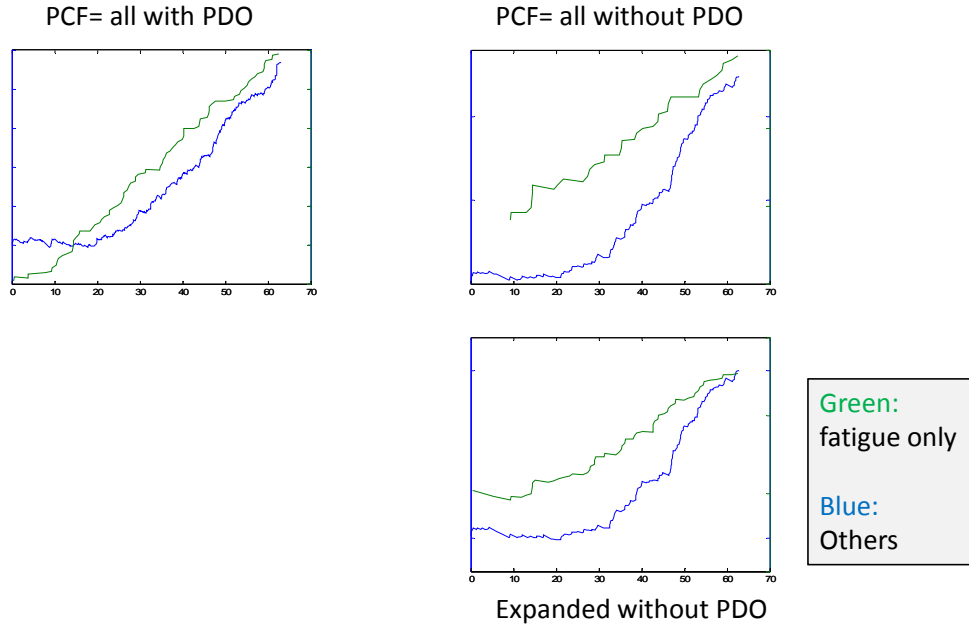 PCF= all with PDO
PCF= all without PDO
0 10 20 30 40 50 60 70
0 10 20 30 40 50 60 70
0 10 20 30 40 50 60 70
Green:
fatigue only
Blue:
Others
Expanded without PDO